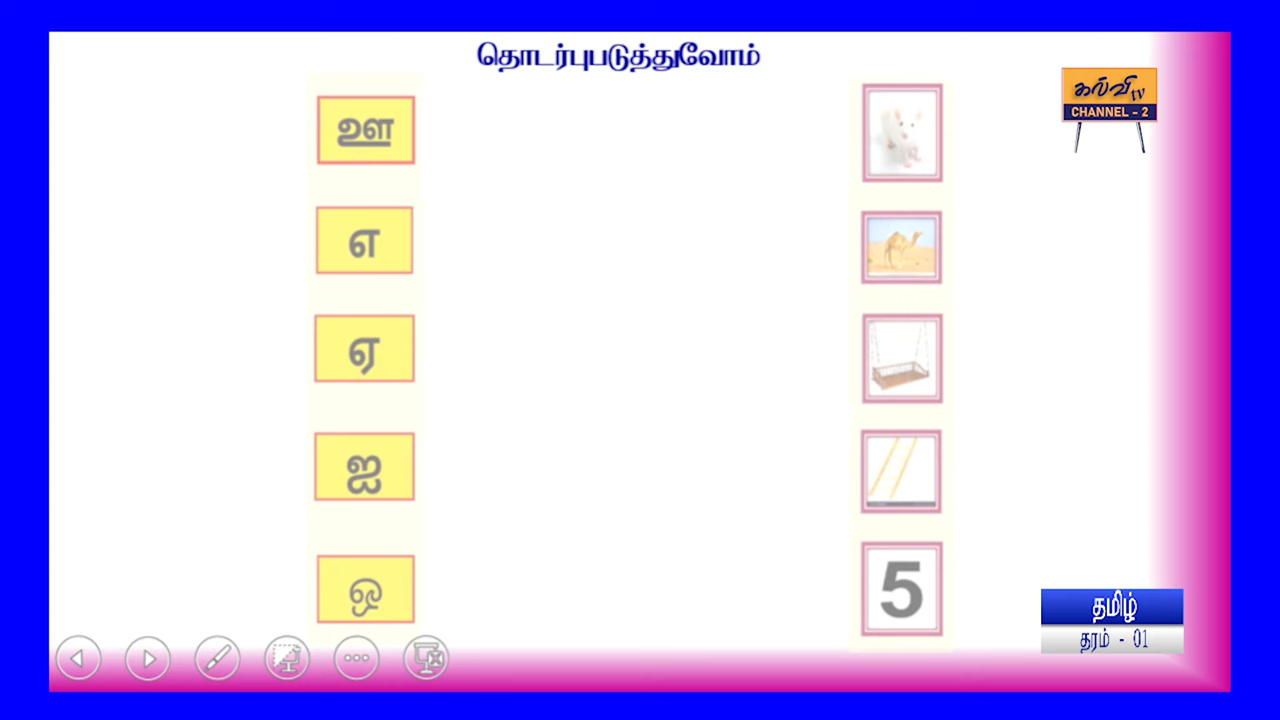 தொடர்புபடுத்துவோம்
கல்வி tv
CHANNEL - 2
ஊ
எ
ஏ
ஐ
ஒ
5
தமிழ்
தரம் - 01